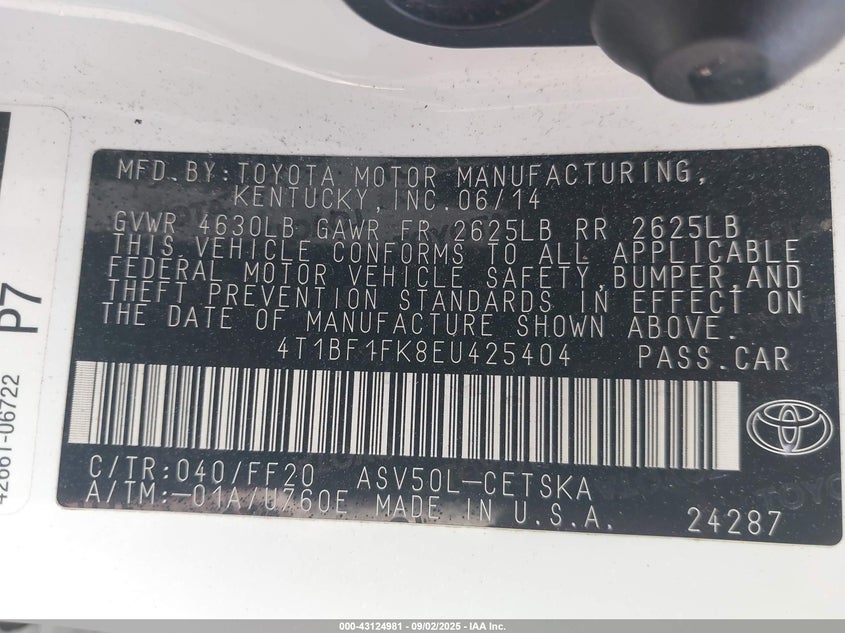 MFD.BY:TOYOTA MOTOR MANUFACTURING,
KENTUCKY, INC.06/14
GVWR 4630LB GAWR FR 2625LB RR 2625LB
THIS VEHICLE CONFORMS TO ALL APPLICABLE
FEDERAL MOTOR VEHICLE SAFETY,BUMPER,AND
THEFT PREVENTION STANDARDS IN EFFECT ON
THE DATE OF MANUFACTURE SHOWN ABOVE.
4T1BF1FK8EU425404 PASS.CAR
C/TR:040/FF20 ASV50L-CETSKA
A/TM:-01A/U760E MADE IN U.S.A. 24287
P7
42661-06722
000-43124981 - 09/02/2025 - IAA Inc.